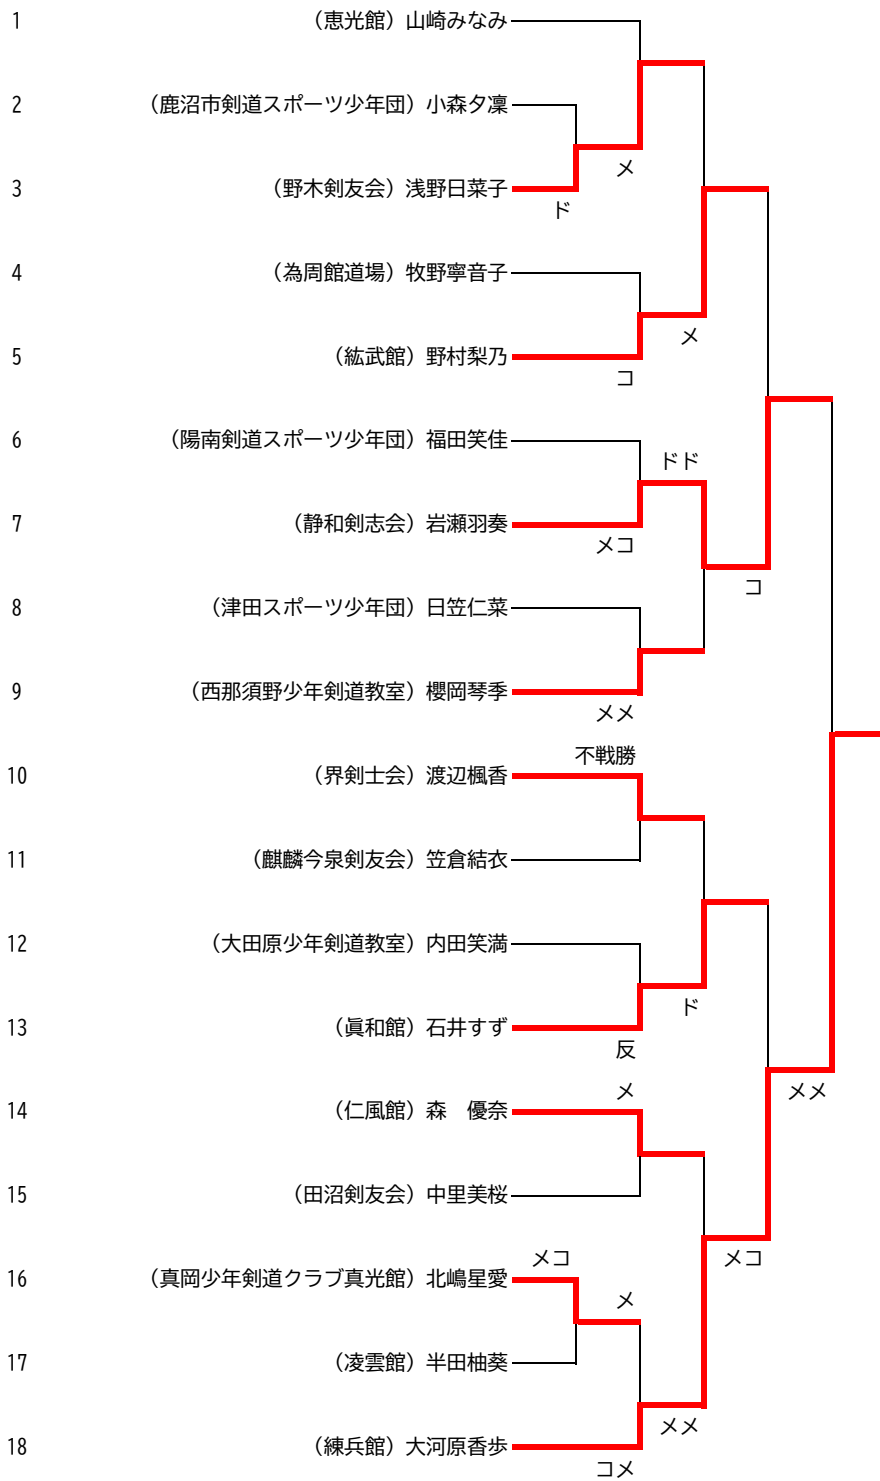 1 （恵光館）山崎みなみ
2 （鹿沼市剣道スポーツ少年団）小森夕凜
メ
3 （野木剣友会）浅野日菜子
ド
4 （為周館道場）牧野寧音子
メ
5 （紘武館）野村梨乃
コ
6 （陽南剣道スポーツ少年団）福田笑佳
ドド
7 （静和剣志会）岩瀬羽奏
メコ
コ
8 （津田スポーツ少年団）日笠仁菜
9 （西那須野少年剣道教室）櫻岡琴季
メメ
不戦勝
10 （界剣士会）渡辺楓香
11 （麒麟今泉剣友会）笠倉結衣
12 （大田原少年剣道教室）内田笑満
ド
13 （眞和館）石井すず
反
メ
メメ
14 （仁風館）森　優奈
15 （田沼剣友会）中里美桜
メコ
メコ
16 （真岡少年剣道クラブ真光館）北嶋星愛
メ
17 （凌雲館）半田柚葵
メメ
18 （練兵館）大河原香歩
コメ